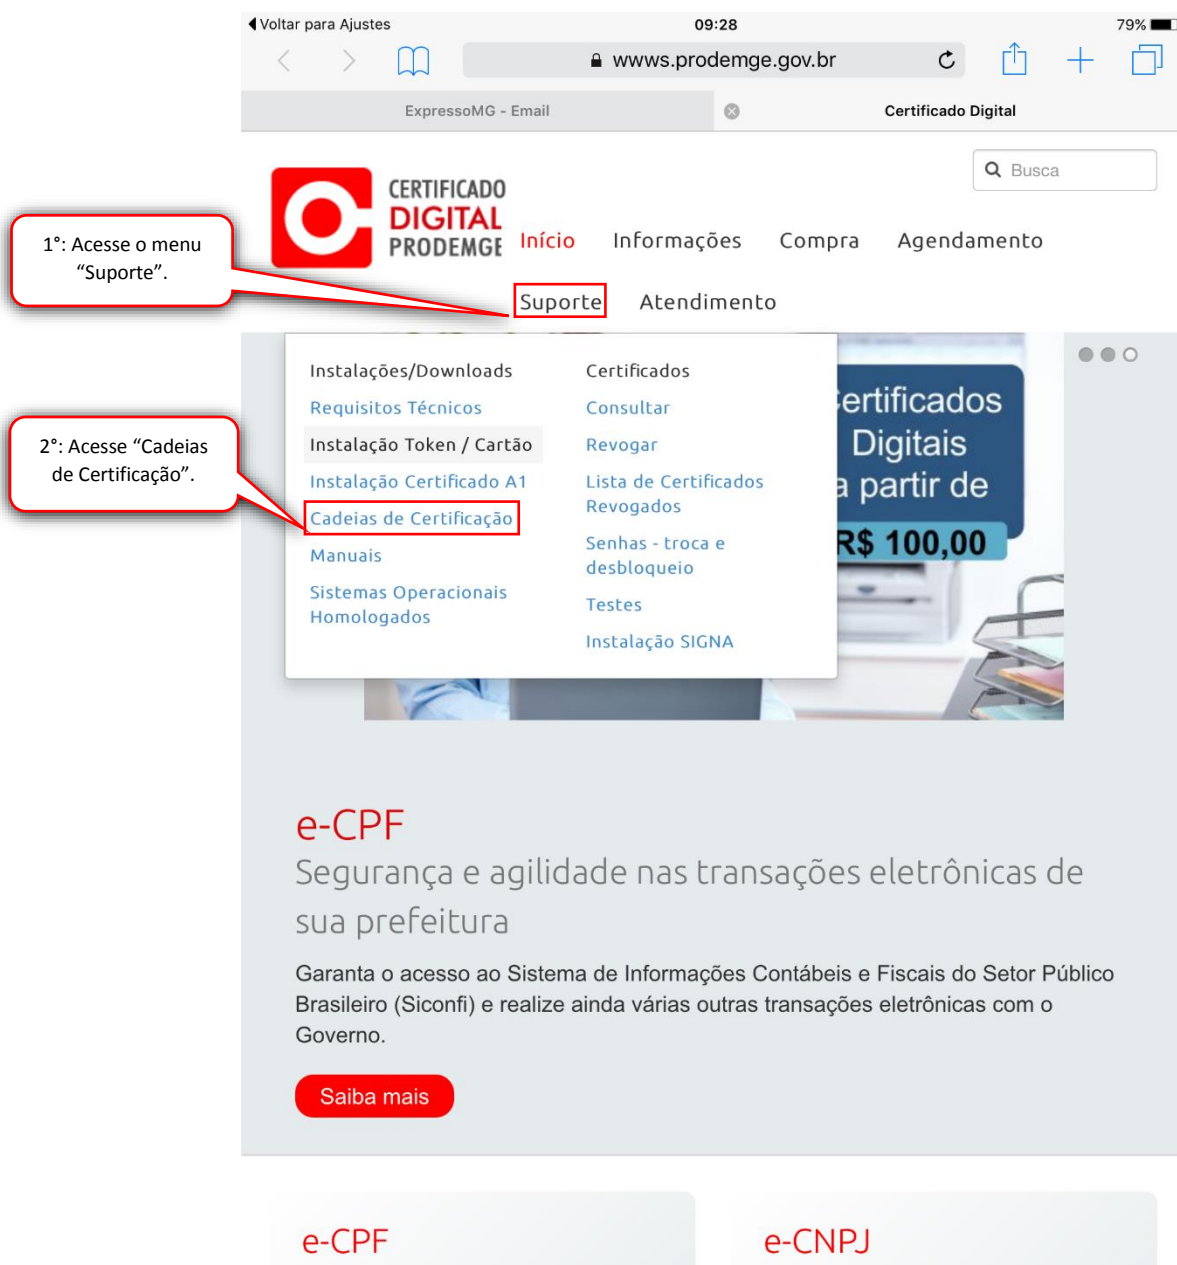 Voltar para Ajustes
09:28
79%
wwws.prodemge.gov.br
ExpressoMG - Email
Certificado Digital
Busca
CERTIFICADO
DIGITAL
PRODEMGE
Início
Informações
Compra
Agendamento
Suporte
Atendimento
1°: Acesse o menu
“Suporte”.
2°: Acesse “Cadeias
de Certificação”.
Instalações/Downloads
Requisitos Técnicos
Instalação Token / Cartão
Instalação Certificado A1
Cadeias de Certificação
Manuais
Sistemas Operacionais
Homologados
Certificados
Consultar
Revogar
Lista de Certificados
Revogados
Senhas - troca e
desbloqueio
Testes
Instalação SIGNA
ertificados
Digitais
a partir de
R$ 100,00
e-CPF
Segurança e agilidade nas transações eletrônicas de
sua prefeitura
Garanta o acesso ao Sistema de Informações Contábeis e Fiscais do Setor Público
Brasileiro (Siconfi) e realize ainda várias outras transações eletrônicas com o
Governo.
Saiba mais
e-CPF
e-CNPJ